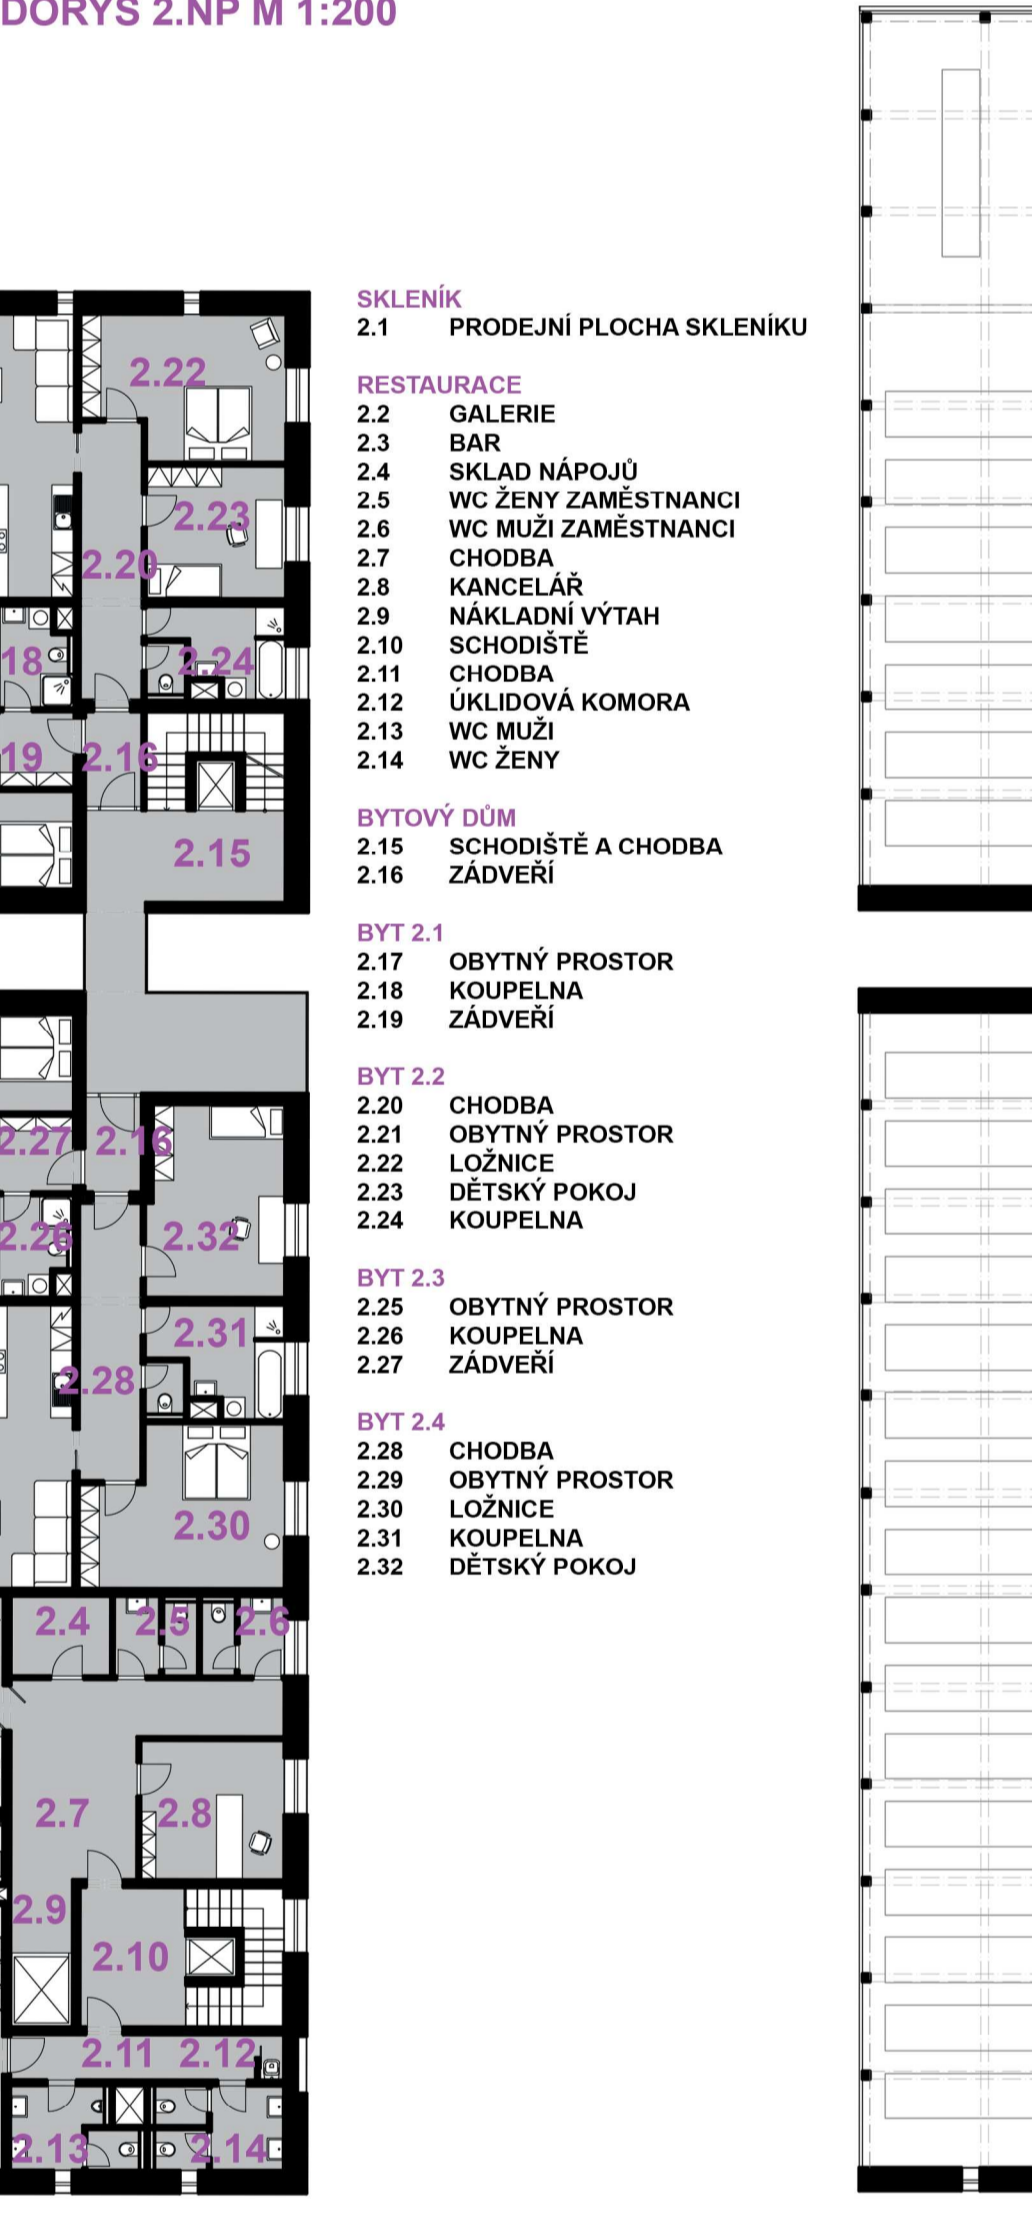 DORYS 2.NP M 1:200
SKLENÍK
2.1 PRODEJNÍ PLOCHA SKLENÍKU
RESTAURACE
2.2 GALERIE
2.3 BAR
2.4 SKLAD NÁPOJŮ
2.5 WC ŽENY ZAMĚSTNANCI
2.6 WC MUŽI ZAMĚSTNANCI
2.7 CHODBA
2.8 KANCELÁŘ
2.9 NÁKLADNÍ VÝTAH
2.10 SCHODIŠTĚ
2.11 CHODBA
2.12 ÚKLIDOVÁ KOMORA
2.13 WC MUŽI
2.14 WC ŽENY
BYTOVÝ DŮM
2.15 SCHODIŠTĚ A CHODBA
2.16 ZÁDVEŘÍ
BYT 2.1
2.17 OBYTNÝ PROSTOR
2.18 KOUPELNA
2.19 ZÁDVEŘÍ
BYT 2.2
2.20 CHODBA
2.21 OBYTNÝ PROSTOR
2.22 LOŽNICE
2.23 DĚTSKÝ POKOJ
2.24 KOUPELNA
BYT 2.3
2.25 OBYTNÝ PROSTOR
2.26 KOUPELNA
2.27 ZÁDVEŘÍ
BYT 2.4
2.28 CHODBA
2.29 OBYTNÝ PROSTOR
2.30 LOŽNICE
2.31 KOUPELNA
2.32 DĚTSKÝ POKOJ
2.22
2.23
2.20
18
2.24
19
2.16
2.15
2.27
2.16
2.26
2.32
2.31
2.28
2.30
2.4
2.5
2.6
2.7
2.8
2.9
2.10
2.11
2.12
2.13
2.14